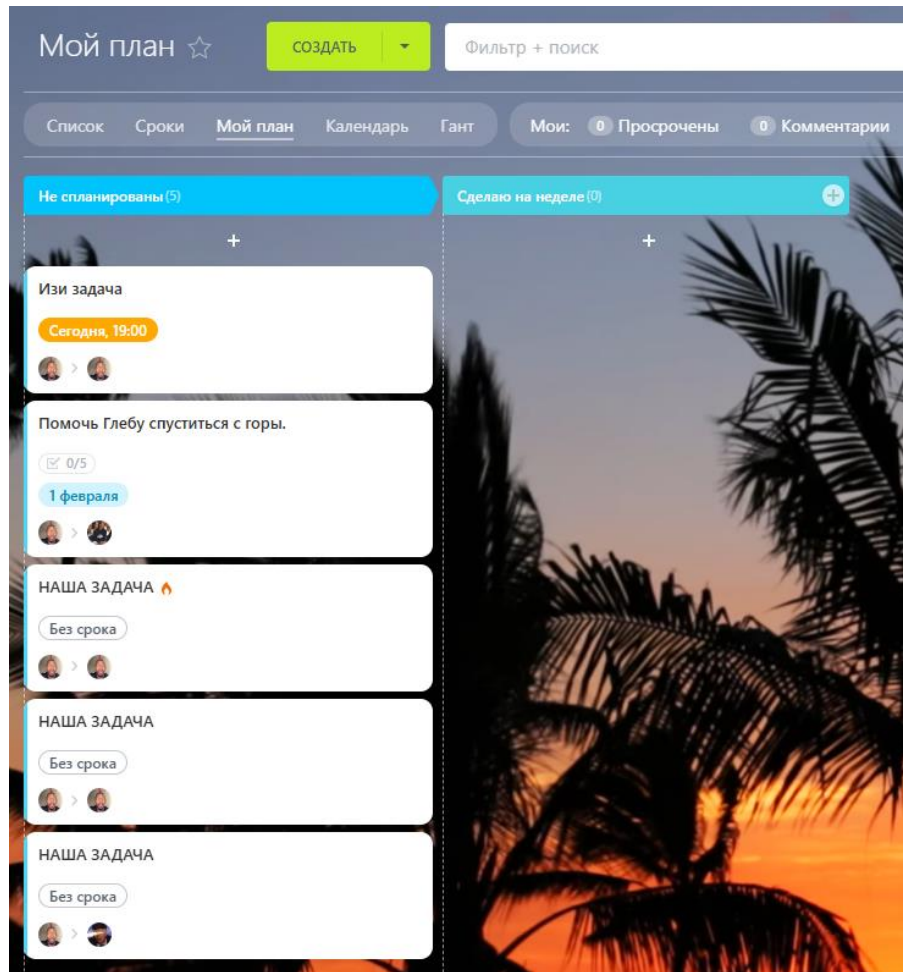 Мой план
СОЗДАТЬ
Фильтр + поиск
Список Сроки Мой план Календарь Гант Мои: 0 Просрочены 0 Комментарии
Не спланированы (5)
Сделаю на неделе (0)
+
+
Изи задача
Сегодня, 19:00
Помочь Глебу спуститься с горы.
0/5
1 февраля
НАША ЗАДАЧА
Без срока
НАША ЗАДАЧА
Без срока
НАША ЗАДАЧА
Без срока